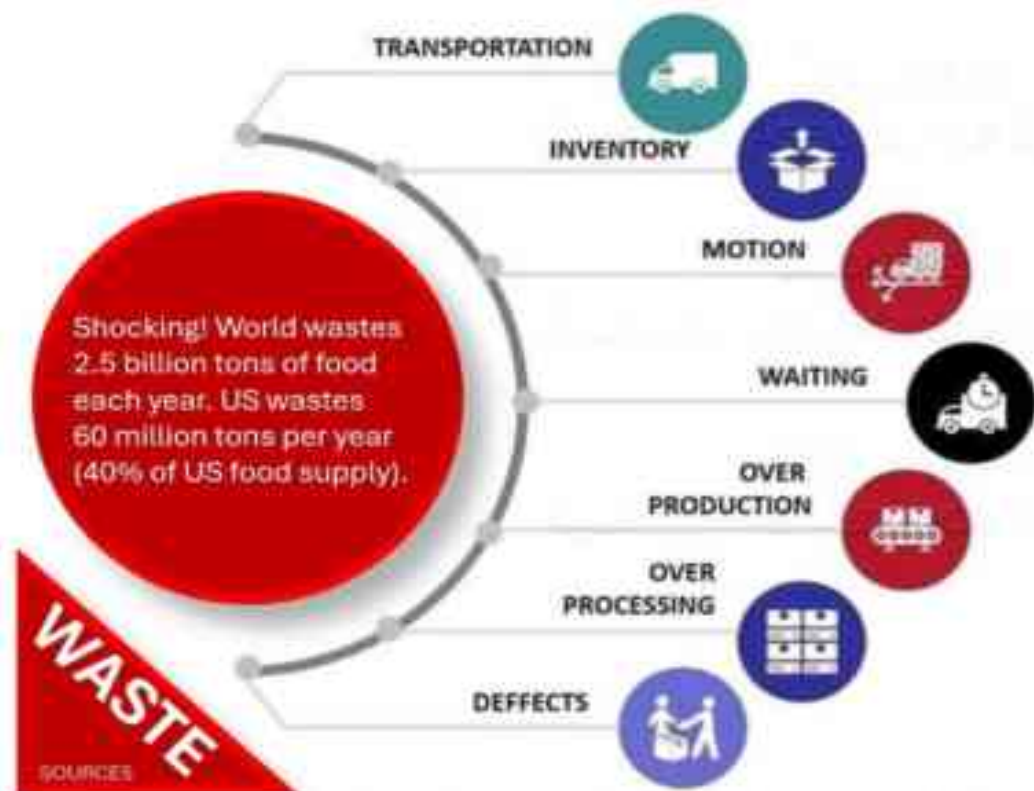 TRANSPORTATION
INVENTORY
MOTION
Shocking! World wastes
2.5 billion tons of food
each year. US wastes
60 million tons per year
(40% of US food supply).
WAITING
OVER
PRODUCTION
OVER
PROCESSING
DEFFECTS
WASTE
SOURCES